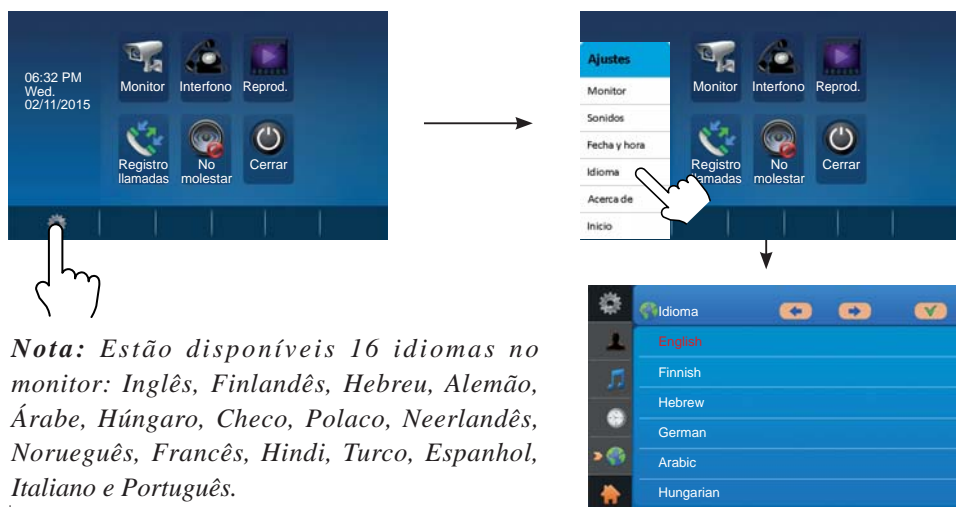 06:32 PM
Wed.
02/11/2015
Monitor
Interfono
Reprod.
Registro
llamadas
No
molestar
Cerrar
Ajustes
Monitor
Sonidos
Fecha y hora
Idioma
Acerca de
Inicio
Monitor
Interfono
Reprod.
Registro
llamadas
No
molestar
Cerrar
Idioma
English
Finnish
Hebrew
German
Arabic
Hungarian
Nota: Estão disponíveis 16 idiomas no
monitor: Inglês, Finlandês, Hebreu, Alemão,
Árabe, Húngaro, Checo, Polaco, Neerlandês,
Norueguês, Francês, Hindi, Turco, Espanhol,
Italiano e Português.